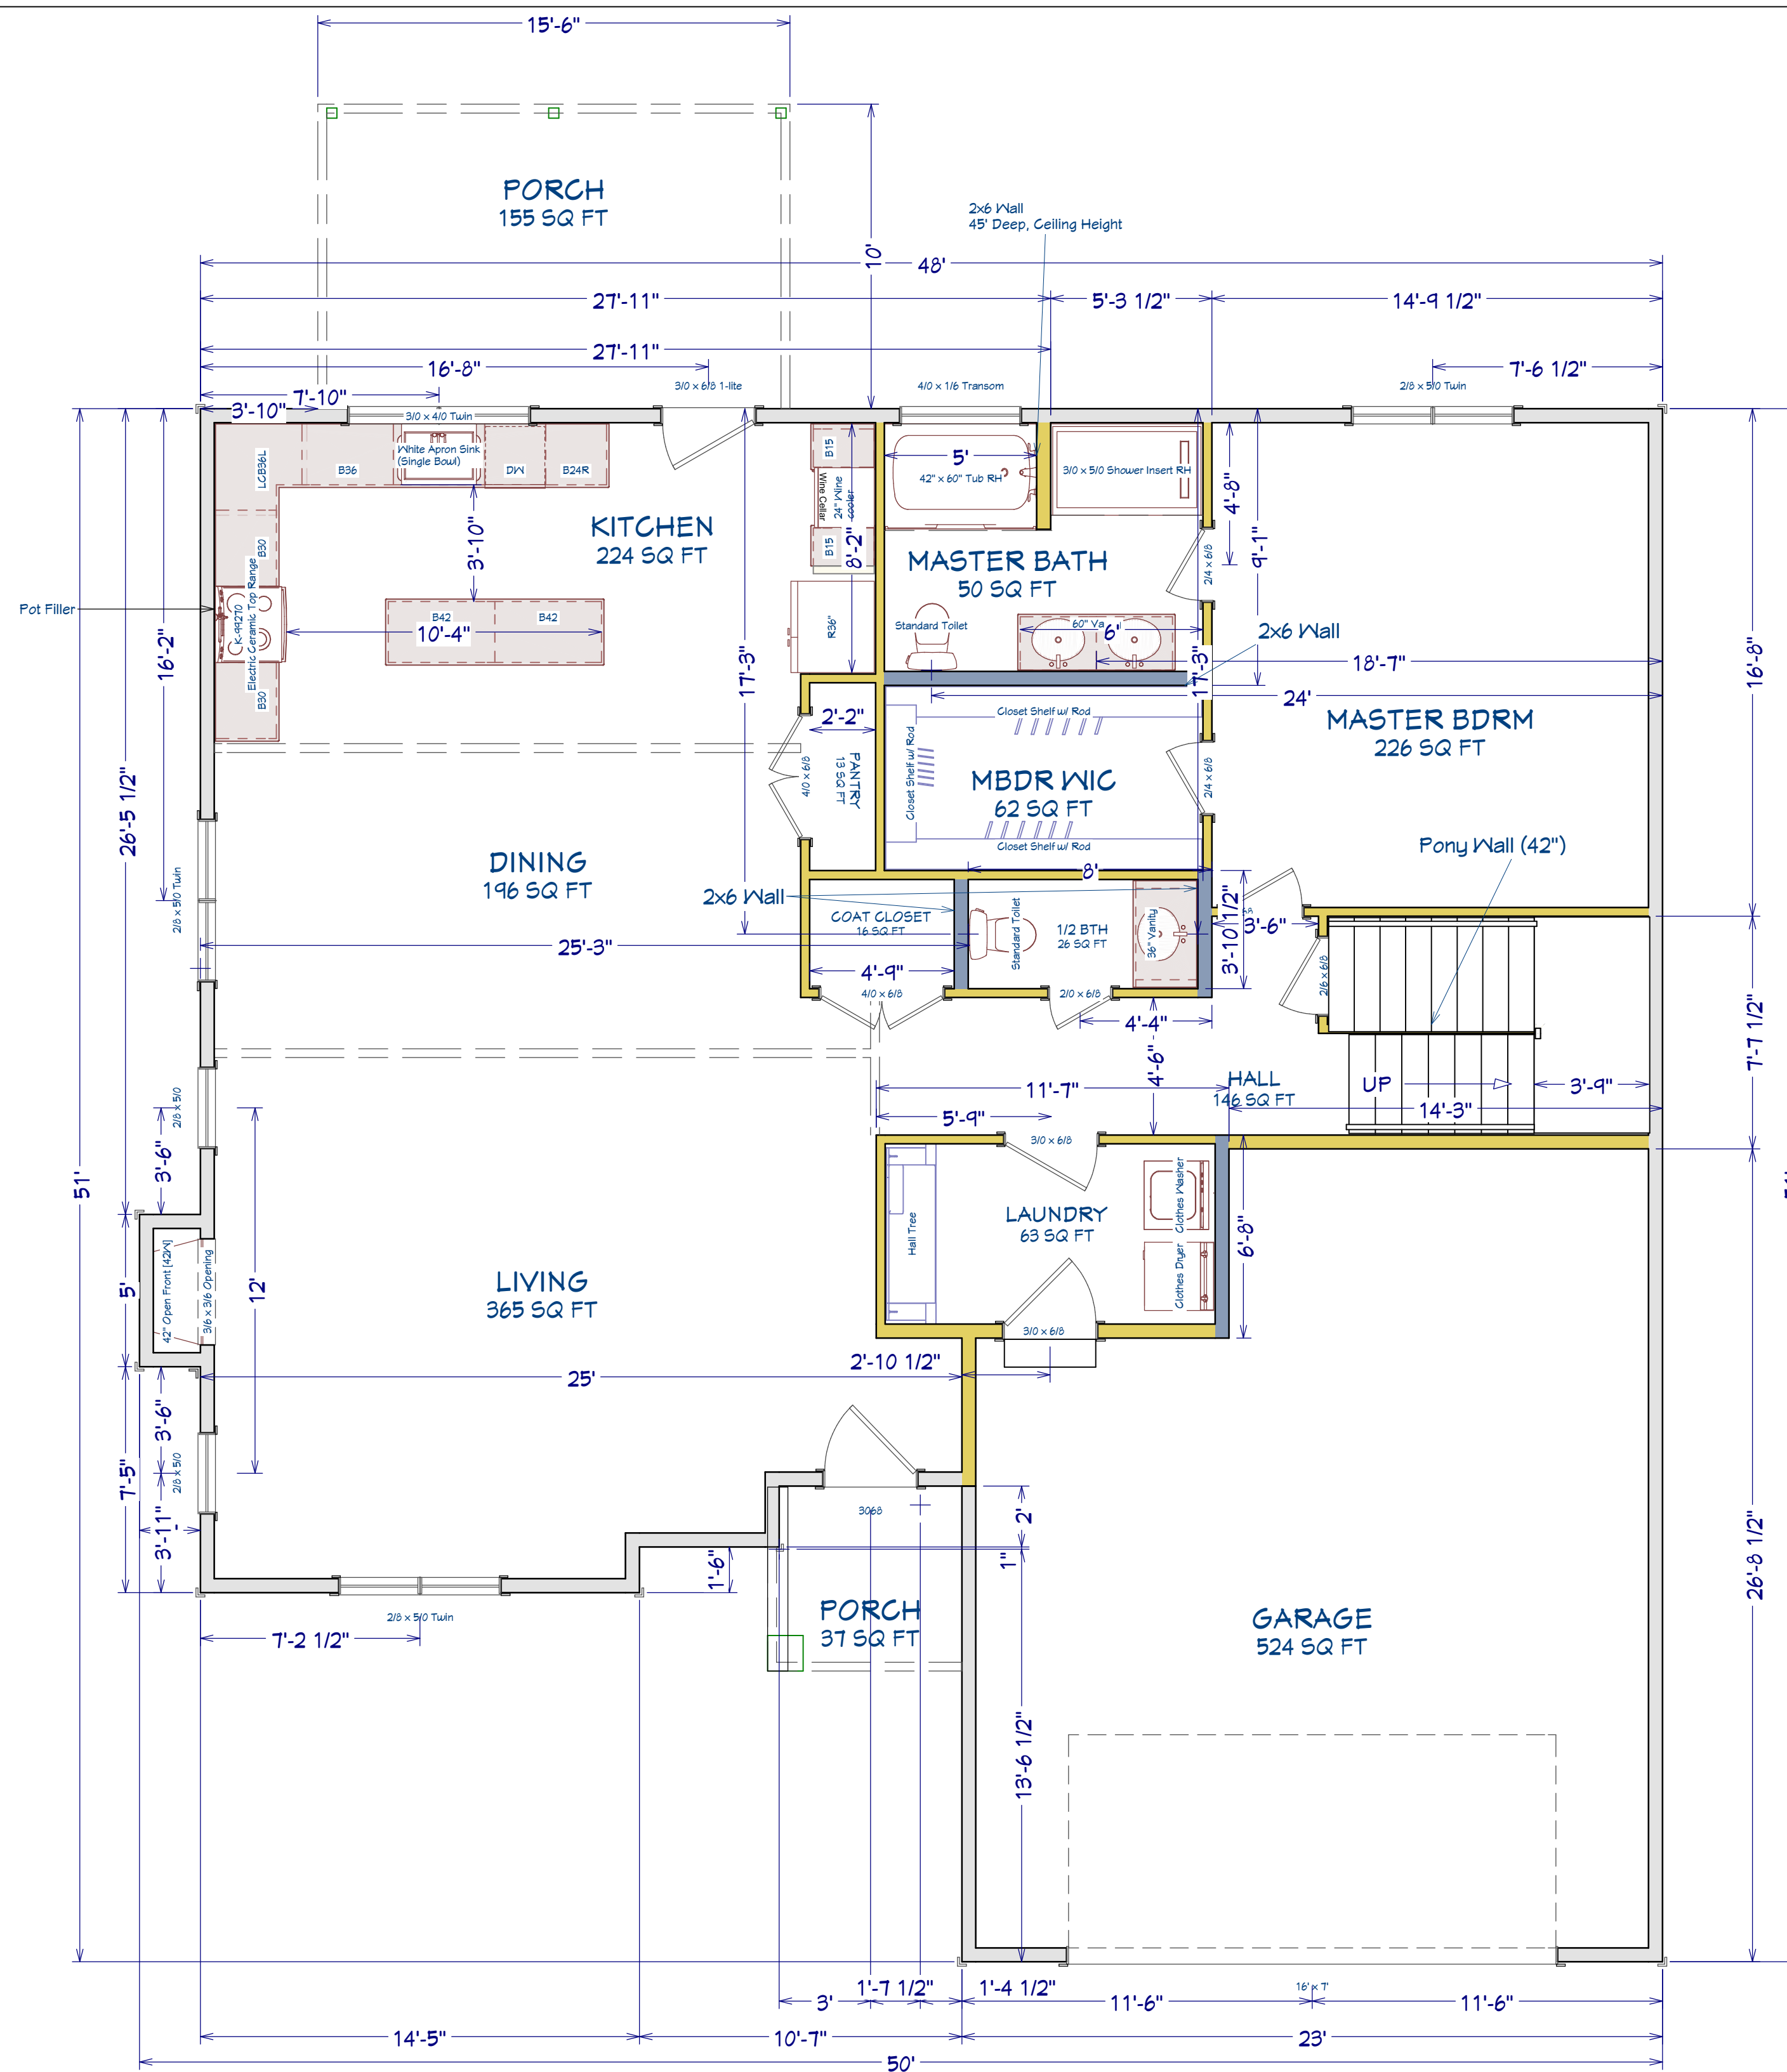 15'-6"
PORCH
155 SQ FT
10'
2x6 Wall
45' Deep, Ceiling Height
48'
27'-11"
5'-3 1/2"
14'-9 1/2"
27'-11"
16'-8"
7'-6 1/2"
7'-10"
3'-10"
3/0 x 6/8 1-lite
4/0 x 1/6 Transom
2/8 x 5/0 Twin
3/0 x 4/0 Twin
LCB36L
B36
White Apron Sink
(Single Bowl)
DW
B24R
B15
Wine Cellar
24" Wine
cooler
B15
8'-2"
5'
42" x 60" Tub RH
3/0 x 5/0 Shower Insert RH
4'-8"
9'-1"
KITCHEN
224 SQ FT
3'-10"
MASTER BATH
50 SQ FT
2/4 x 6/8
B30
Electric Ceramic Top Range
K-99270
Pot Filler
B42
B42
10'-4"
R36"
Standard Toilet
60" Va
6'
2x6 Wall
18'-7"
24'
16'-8"
B30
16'-2"
17'-3"
17'-3"
2'-2"
PANTRY
13 SQ FT
4/0 x 6/8
Closet Shelf w/ Rod
Closet Shelf w/ Rod
MBDR WIC
62 SQ FT
Closet Shelf w/ Rod
2/4 x 6/8
MASTER BDRM
226 SQ FT
26'-5 1/2"
DINING
196 SQ FT
2/8 x 5/0 Twin
8'
Pony Wall (42")
2x6 Wall
COAT CLOSET
16 SQ FT
Standard Toilet
1/2 BTH
26 SQ FT
36" Vanity
3'-10 1/2"
3'-6"
25'-3"
4'-9"
4/0 x 6/8
2/0 x 6/8
2/6 x 6/8
4'-4"
4'-6"
7'-7 1/2"
HALL
146 SQ FT
UP
3'-9"
14'-3"
11'-7"
5'-9"
2/8 x 5/0
3'-6"
3/0 x 6/8
51'
LAUNDRY
63 SQ FT
Hall Tree
Clothes Washer
Clothes Dryer
6'-8"
3/0 x 6/8
5'
42" Open Front [42W]
3/6 x 3/6 Opening
12'
LIVING
365 SQ FT
2'-10 1/2"
25'
3'-6"
7'-5"
2/8 x 5/0
3'-11"
3068
2'
1"
1'-6"
26'-8 1/2"
PORCH
37 SQ FT
GARAGE
524 SQ FT
2/8 x 5/0 Twin
7'-2 1/2"
13'-6 1/2"
3'
1'-7 1/2"
1'-4 1/2"
16' x 7'
11'-6"
11'-6"
14'-5"
10'-7"
23'
50'